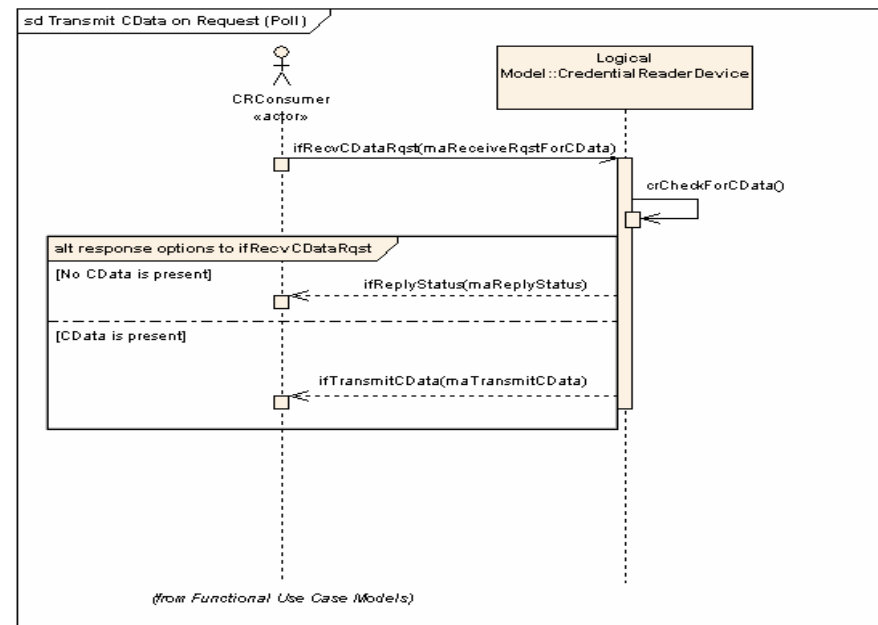 sd Transmit CData on Request (Poll)
Logical
Model::CredentialReaderDevice
CRConsumer
«actor»
ifRecvCDataRqst(maReceiveRqstForCData)
crCheckForCData()
alt response options to ifRecvCDataRqst
[No CData is present]
ifReplyStatus(maReplyStatus)
[CData is present]
ifTransmitCData(maTransmitCData)
(from Functional Use Case Models)